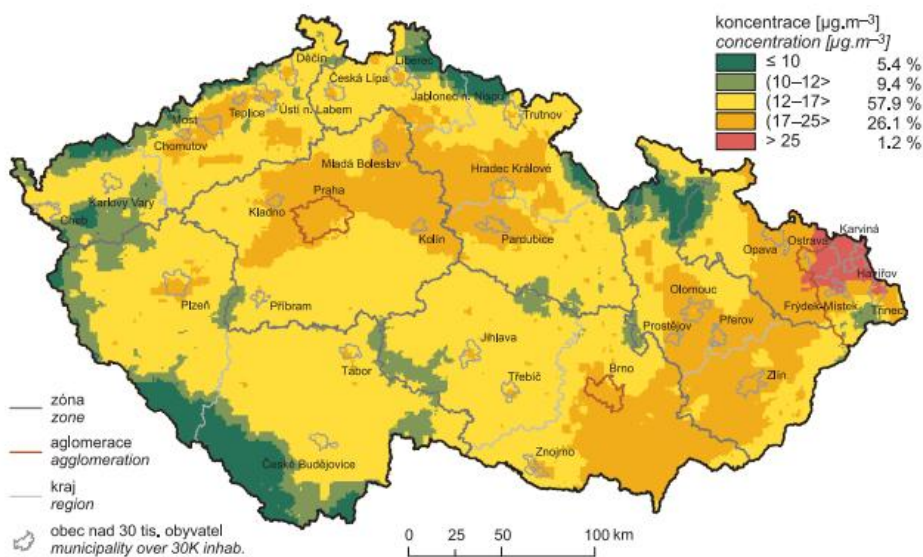 koncentrace [µg.m–3]
concentration [µg.m–3]
≤ 10 5.4 %
(10–12> 9.4 %
(12–17> 57.9 %
(17–25> 26.1 %
> 25 1.2 %
Děčín
Česká Lípa
Liberec
Jablonec n. Nisou
Teplice
Ústí n. Labem
Most
Chomutov
Trutnov
Mladá Boleslav
Hradec Králové
Karlovy Vary
Praha
Kladno
Cheb
Kolín
Pardubice
Opava
Ostrava
Karviná
Havířov
Plzeň
Příbram
Olomouc
Frýdek-Místek
Třinec
Prostějov
Přerov
Jihlava
Tábor
Třebíč
Brno
Zlín
České Budějovice
Znojmo
zóna
zone
aglomerace
agglomeration
kraj
region
obec nad 30 tis. obyvatel
municipality over 30K inhab.
0 25 50 100 km